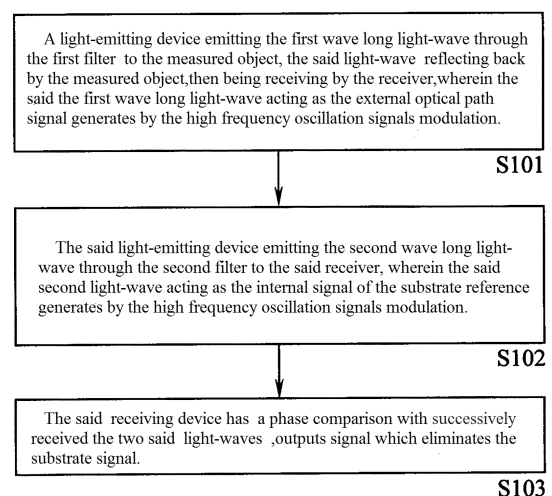 A light-emitting device emitting the first wave long light-wave through
the first filter to the measured object, the said light-wave reflecting back
by the measured object,then being receiving by the receiver,wherein the
said the first wave long light-wave acting as the external optical path
signal generates by the high frequency oscillation signals modulation.
S101
The said light-emitting device emitting the second wave long light-
wave through the second filter to the said receiver, wherein the said
second light-wave acting as the internal signal of the substrate reference
generates by the high frequency oscillation signals modulation.
S102
The said receiving device has a phase comparison with successively
received the two said light-waves ,outputs signal which eliminates the
substrate signal.
S103